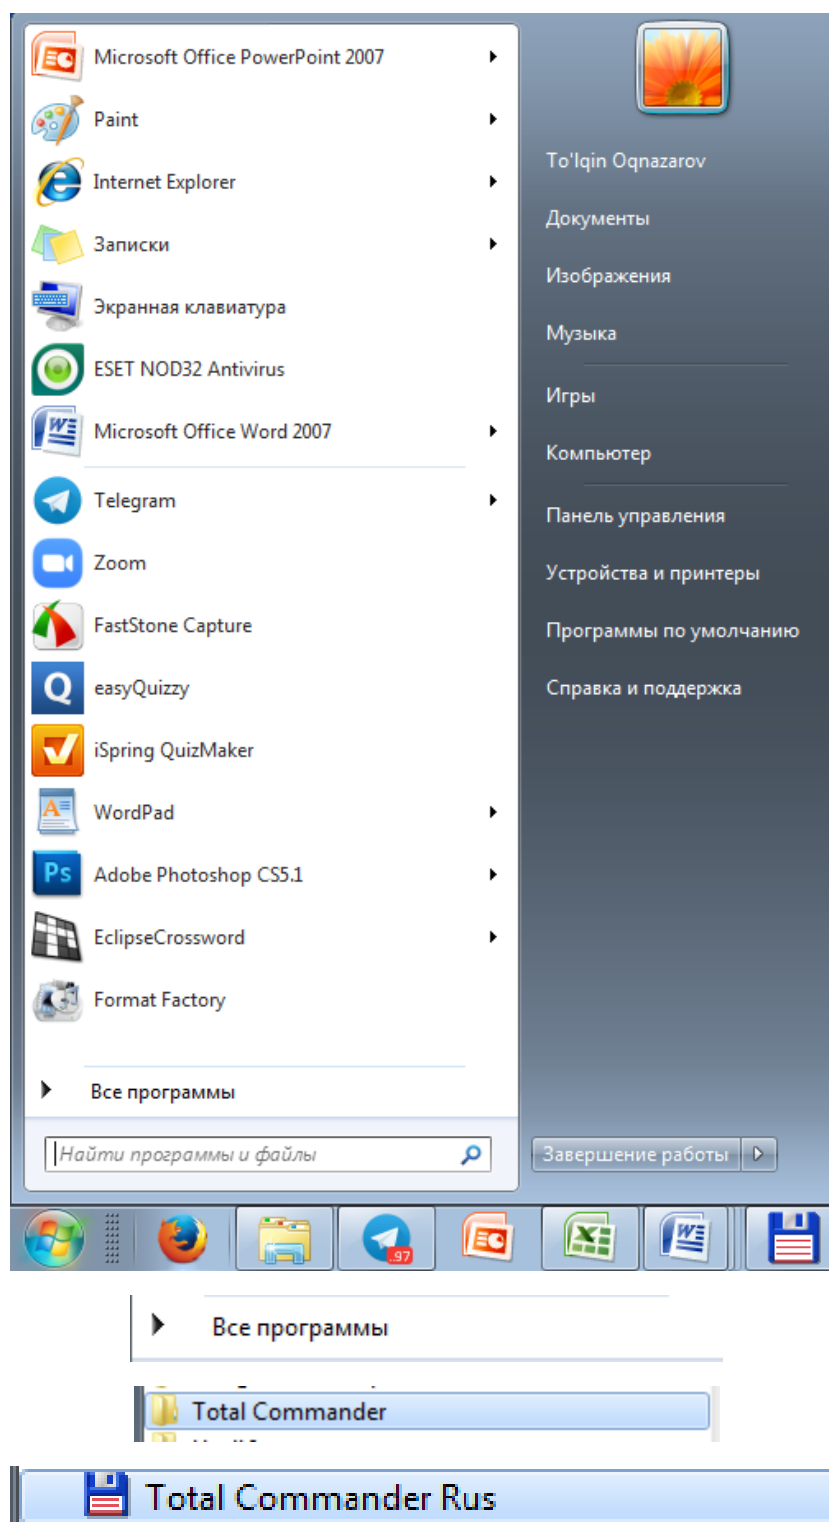 Microsoft Office PowerPoint 2007
Paint
Internet Explorer
Записки
Экранная клавиатура
ESET NOD32 Antivirus
Microsoft Office Word 2007
Telegram
Zoom
FastStone Capture
easyQuizzy
iSpring QuizMaker
WordPad
Adobe Photoshop CS5.1
EclipseCrossword
Format Factory
Все программы
Найти программы и файлы
To'lqin Oqnazarov
Документы
Изображения
Музыка
Игры
Компьютер
Панель управления
Устройства и принтеры
Программы по умолчанию
Справка и поддержка
Завершение работы
..97
Все программы
Total Commander
Total Commander Rus